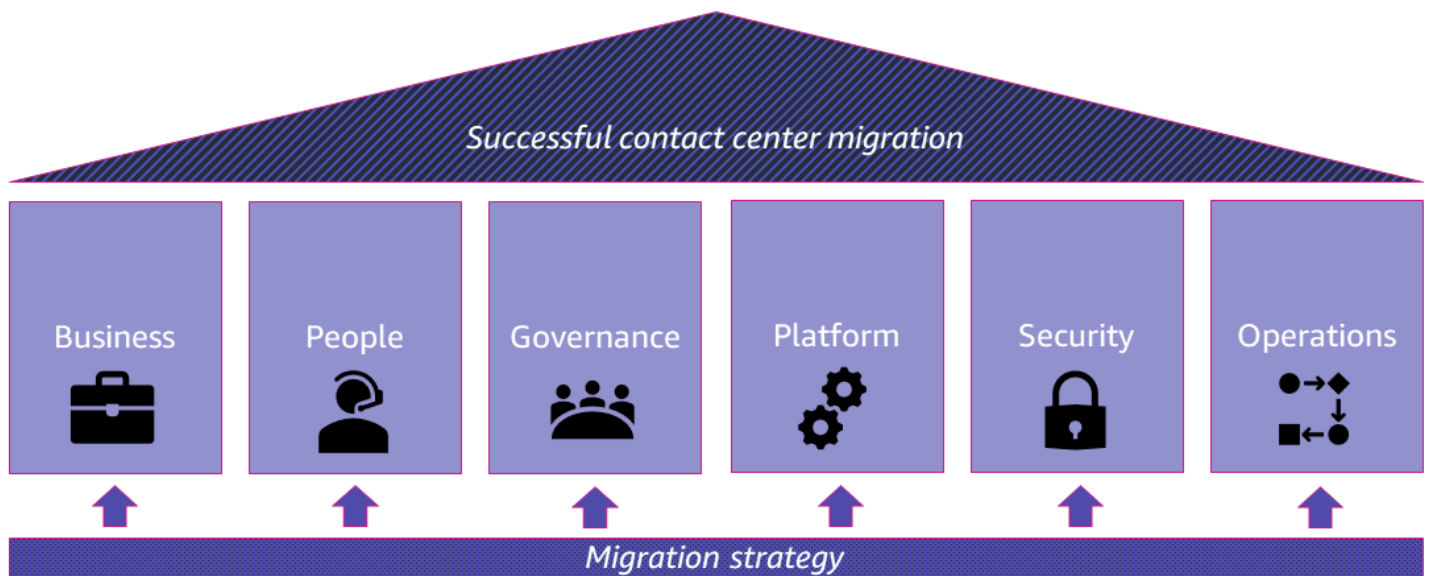 Successful contact center migration
Business
People
Governance
Platform
Security
Operations
Migration strategy